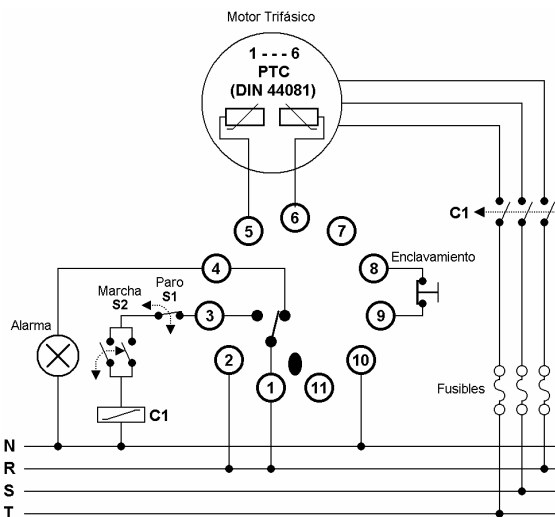 Motor Trifásico
1 - - - 6
PTC
(DIN 44081)
5
6
7
C1
4
8
Enclavamiento
Marcha
S2
Paro
S1
3
9
Alarma
2
10
1
11
Fusibles
C1
N
R
S
T